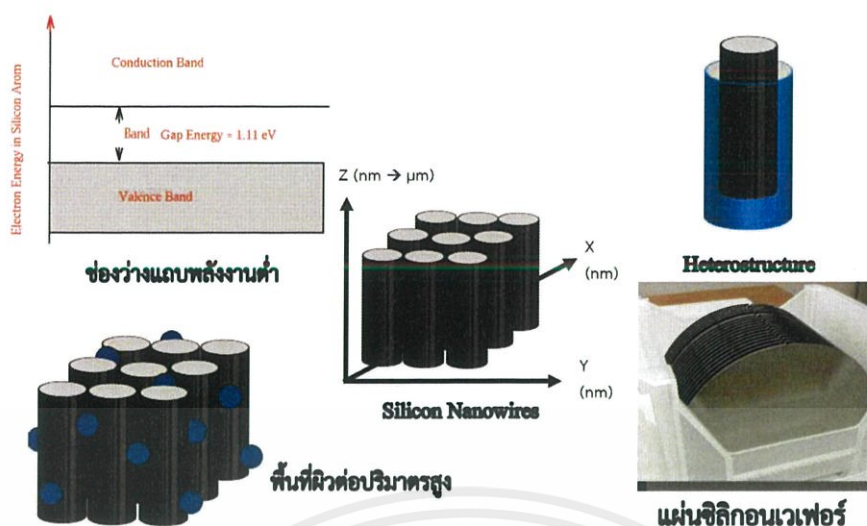 Electron Energy in Silicon Arom
Conduction Band
Band Gap Energy = 1.11 eV
Valence Band
ช่องว่างแถบพลังงานต่ำ
Z (nm → μm)
X
(nm)
Y
(nm)
Silicon Nanowires
Heterostructure
พื้นที่ผิวต่อปริมาตรสูง
แผ่นซิลิกอนเวเฟอร์